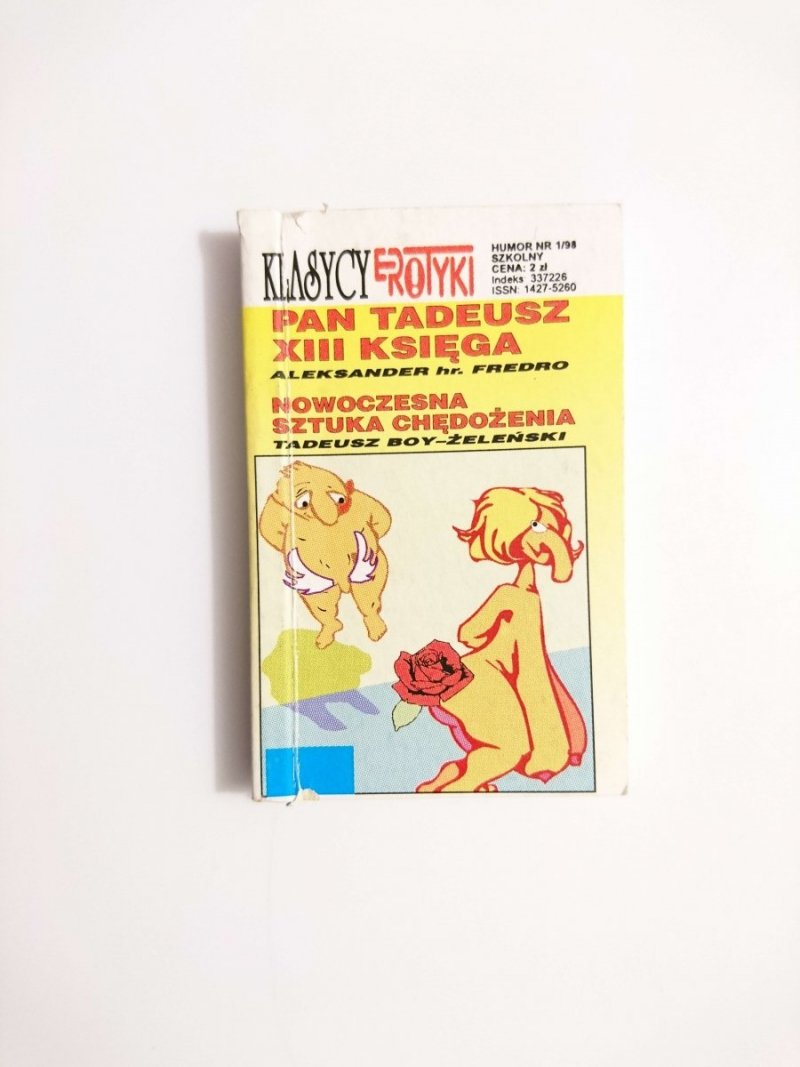 KLASYCY EROTYKI
HUMOR NR 1/98
SZKOLNY
CENA: 2 zł
Indeks 337226
ISSN: 1427-5260
PAN TADEUSZ
XIII KSIĘGA
ALEKSANDER hr. FREDRO
NOWOCZESNA
SZTUKA CHĘDOŻENIA
TADEUSZ BOY-ŻELEŃSKI